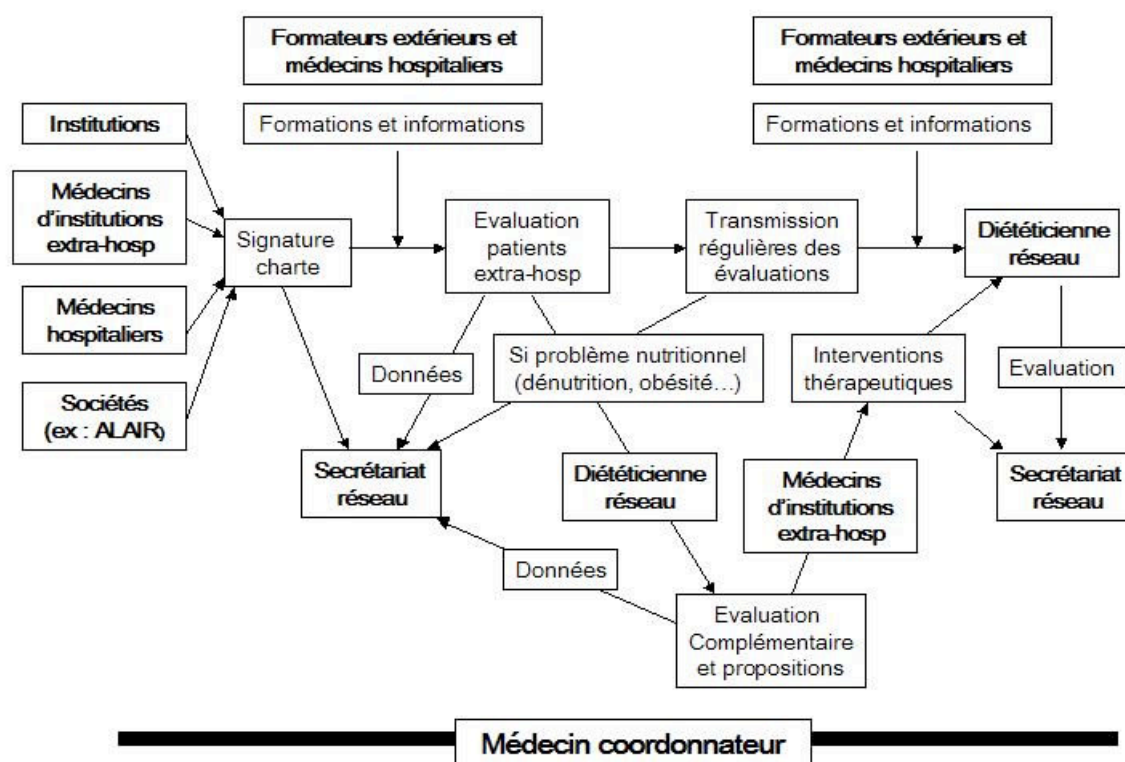 Formateurs extérieurs et
médecins hospitaliers
Formateurs extérieurs et
médecins hospitaliers
Formations et informations
Formations et informations
Institutions
Médecins
d'institutions
extra-hosp
Médecins
hospitaliers
Sociétés
(ex : ALAIR)
Signature
charte
Evaluation
patients
extra-hosp
Transmission
régulières des
évaluations
Diététicienne
réseau
Données
Si problème nutritionnel
(dénutrition, obésité…)
Interventions
thérapeutiques
Evaluation
Secrétariat
réseau
Diététicienne
réseau
Médecins
d'institutions
extra-hosp
Secrétariat
réseau
Données
Evaluation
Complémentaire
et propositions
Médecin coordonnateur